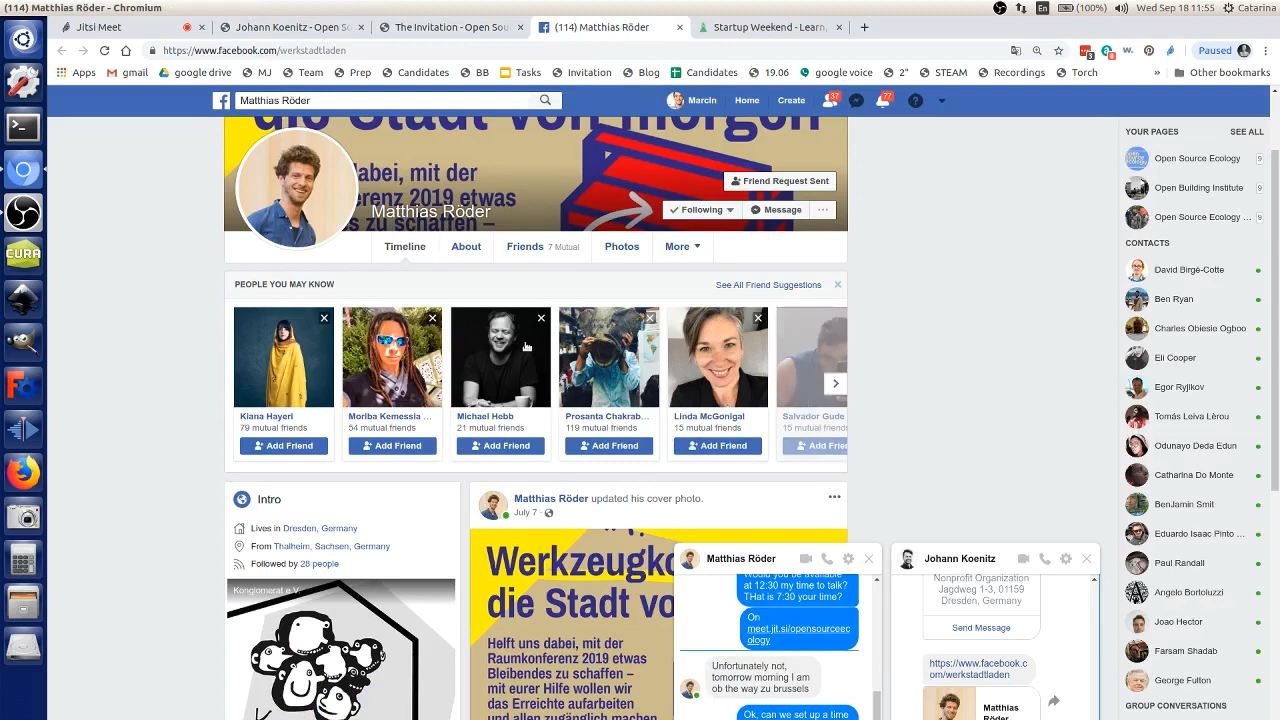 (114) Matthias Röder - Chromium
En (100%) Wed Sep 18 11:55 Catarina
Jitsi Meet
Johann Koenitz - Open S
The Invitation - Open Sou
(114) Matthias Röder
Startup Weekend - Learn,
https://www.facebook.com/werkstadtladen
Paused
Apps gmail google drive MJ Team Prep Candidates BB Tasks Invitation Blog Candidates 19.06 google voice 2" STEAM Recordings Torch » Other bookmarks
Matthias Röder
Marcin Home Create 37 77
die Stadt von morgen
dabei, mit der
erenz 2019 etwas
s zu schaffen –
Matthias Röder
Friend Request Sent
Following Message ...
Timeline About Friends 7 Mutual Photos More
PEOPLE YOU MAY KNOW
See All Friend Suggestions
Kiana Hayeri
79 mutual friends
Add Friend
Moriba Kemessia ...
54 mutual friends
Add Friend
Michael Hebb
21 mutual friends
Add Friend
Prosanta Chakrab...
119 mutual friends
Add Friend
Linda McGonigal
15 mutual friends
Add Friend
Salvador Gude
15 mutual friends
Add Frie
Intro
Lives in Dresden, Germany
From Thalheim, Sachsen, Germany
Followed by 28 people
Konglomerat e.V.
Matthias Röder updated his cover photo.
July 7
Werkzeugko
die Stadt vo
Helft uns dabei, mit der
Raumkonferenz 2019 etwas
Bleibendes zu schaffen –
mit eurer Hilfe wollen wir
das Erreichte aufarbeiten
und allen zugänglich machen
Matthias Röder
Would you be available
at 12:30 my time to talk?
THat is 7:30 your time?
On
meet.jit.si/opensourceec
ology
Unfortunately not,
tomorrow morning I am
ob the way zu brussels
Ok, can we set up a time
Johann Koenitz
Nonprofit Organization
Jagdweg 1-3, 01159
Dresden, Germany
Send Message
https://www.facebook.c
om/werkstadtladen
Matthias
Röder
YOUR PAGES SEE ALL
Open Source Ecology 9
Open Building Institute 9
Open Source Ecology ... 9
CONTACTS
David Birgé-Cotte
Ben Ryan
Charles Obiesie Ogboo
Eli Cooper
Egor Ryjikov
Tomás Leiva Lèrou
Odunayo Deda Edun
Catharina Do Monte
Benjamin Smit
Eduardo Isaac Pinto ...
Paul Randall
Angelo Bortoluzzi
Joao Hector
Farsam Shadab
George Fulton
GROUP CONVERSATIONS
CURA